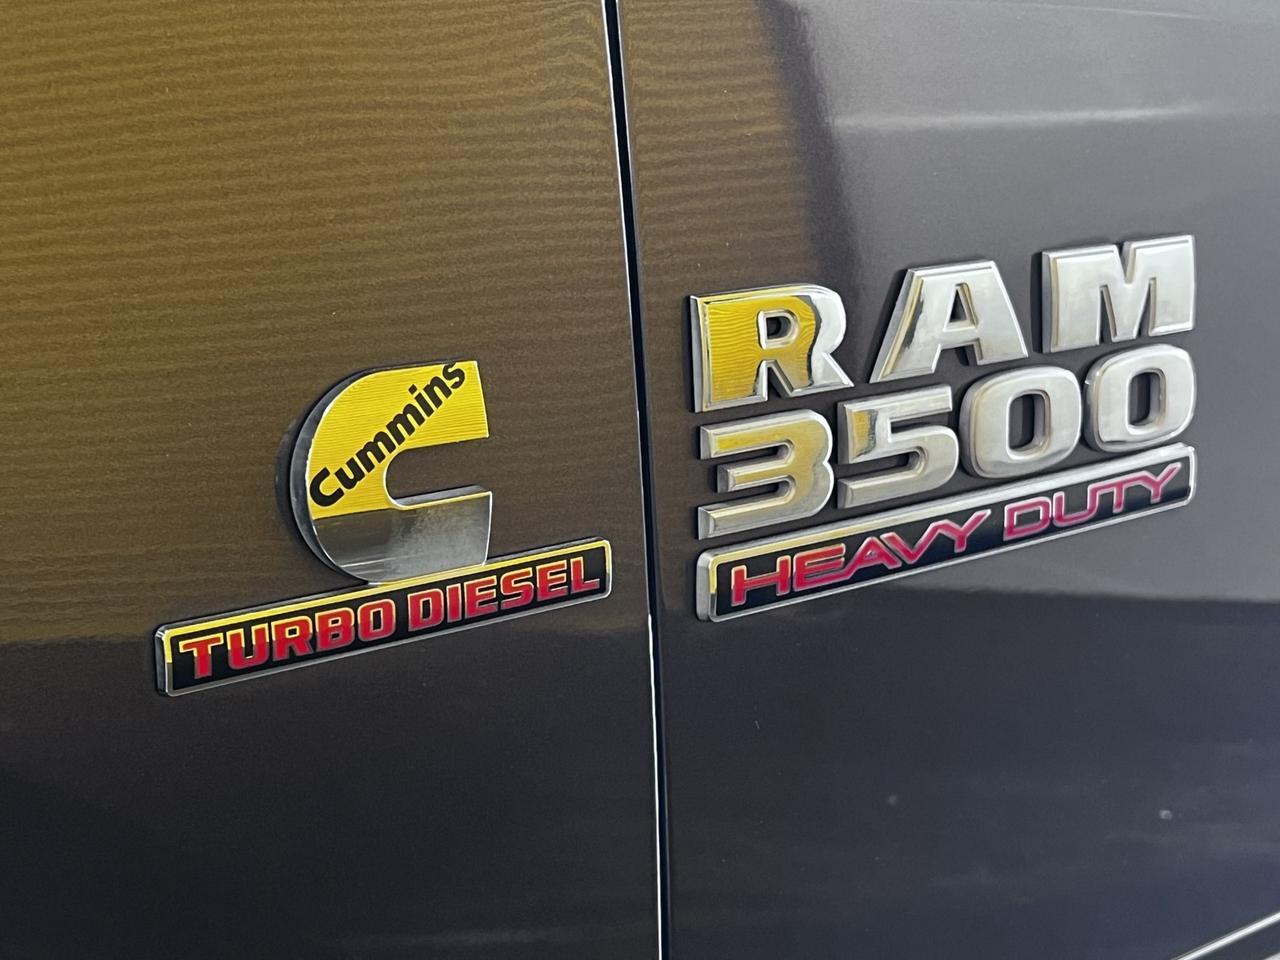 Cummins
TURBO DIESEL
RAM
3500
HEAVY DUTY